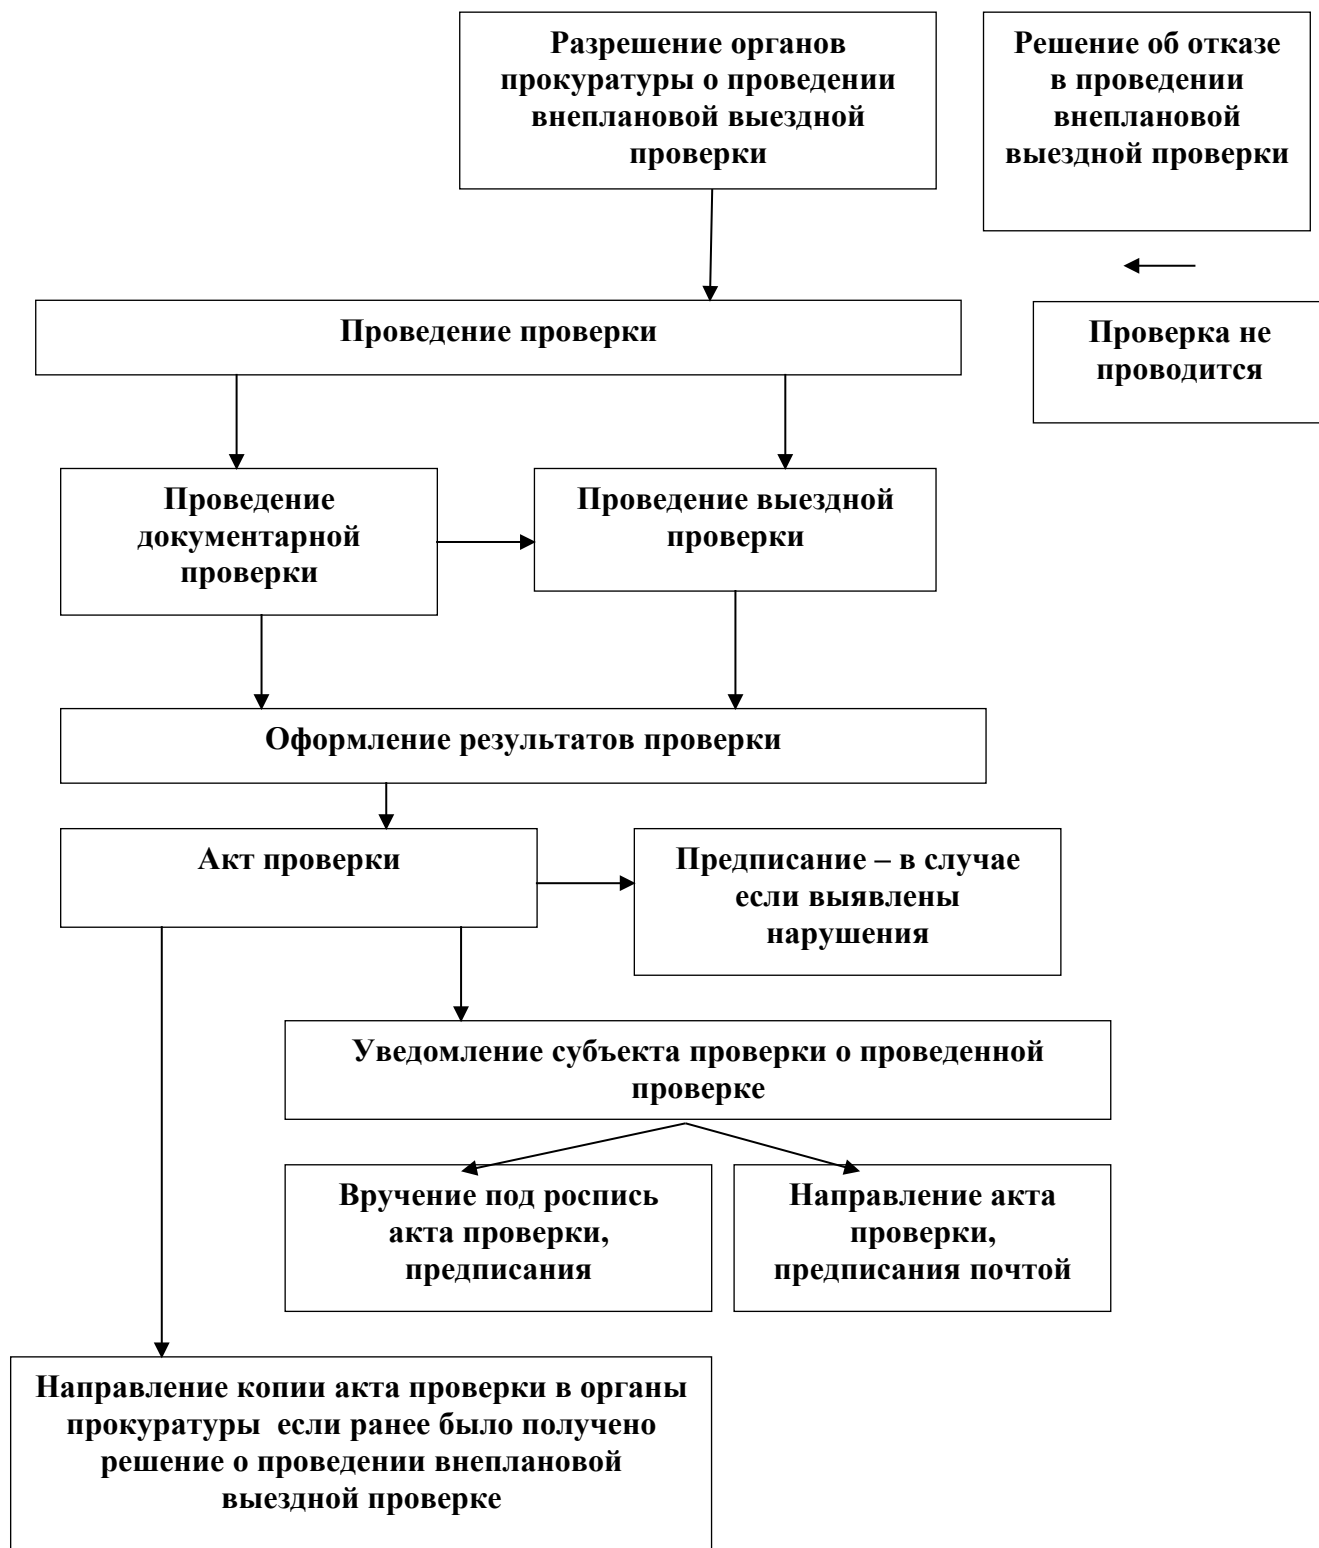 Разрешение органов
прокуратуры о проведении
внеплановой выездной
проверки
Решение об отказе
в проведении
внеплановой
выездной проверки
Проведение проверки
Проверка не
проводится
Проведение
документарной
проверки
Проведение выездной
проверки
Оформление результатов проверки
Акт проверки
Предписание – в случае
если выявлены
нарушения
Уведомление субъекта проверки о проведенной
проверке
Вручение под роспись
акта проверки,
предписания
Направление акта
проверки,
предписания почтой
Направление копии акта проверки в органы
прокуратуры  если ранее было получено
решение о проведении внеплановой
выездной проверке